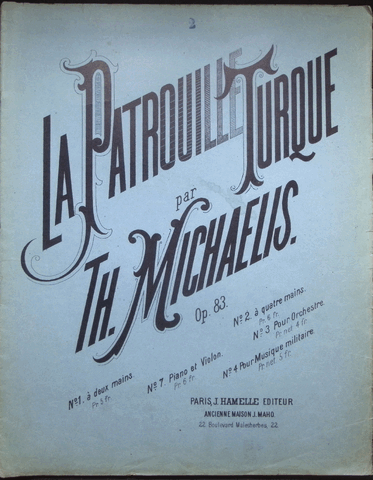 2
LA PATROUILLE TURQUE
par
TH. MICHAELIS.
Op. 83.
No 1. à deux mains.
Pr. 5 fr.
No 7. Piano et Violon.
Pr. 6 fr.
No 2. à quatre mains.
Pr. 6 fr.
No 3 Pour Orchestre.
Pr. net 4 fr.
No 4 Pour Musique militaire.
Pr. net. 5 fr.
PARIS, J. HAMELLE EDITEUR
ANCIENNE MAISON J. MAHO.
22 Boulevard Malesherbes, 22